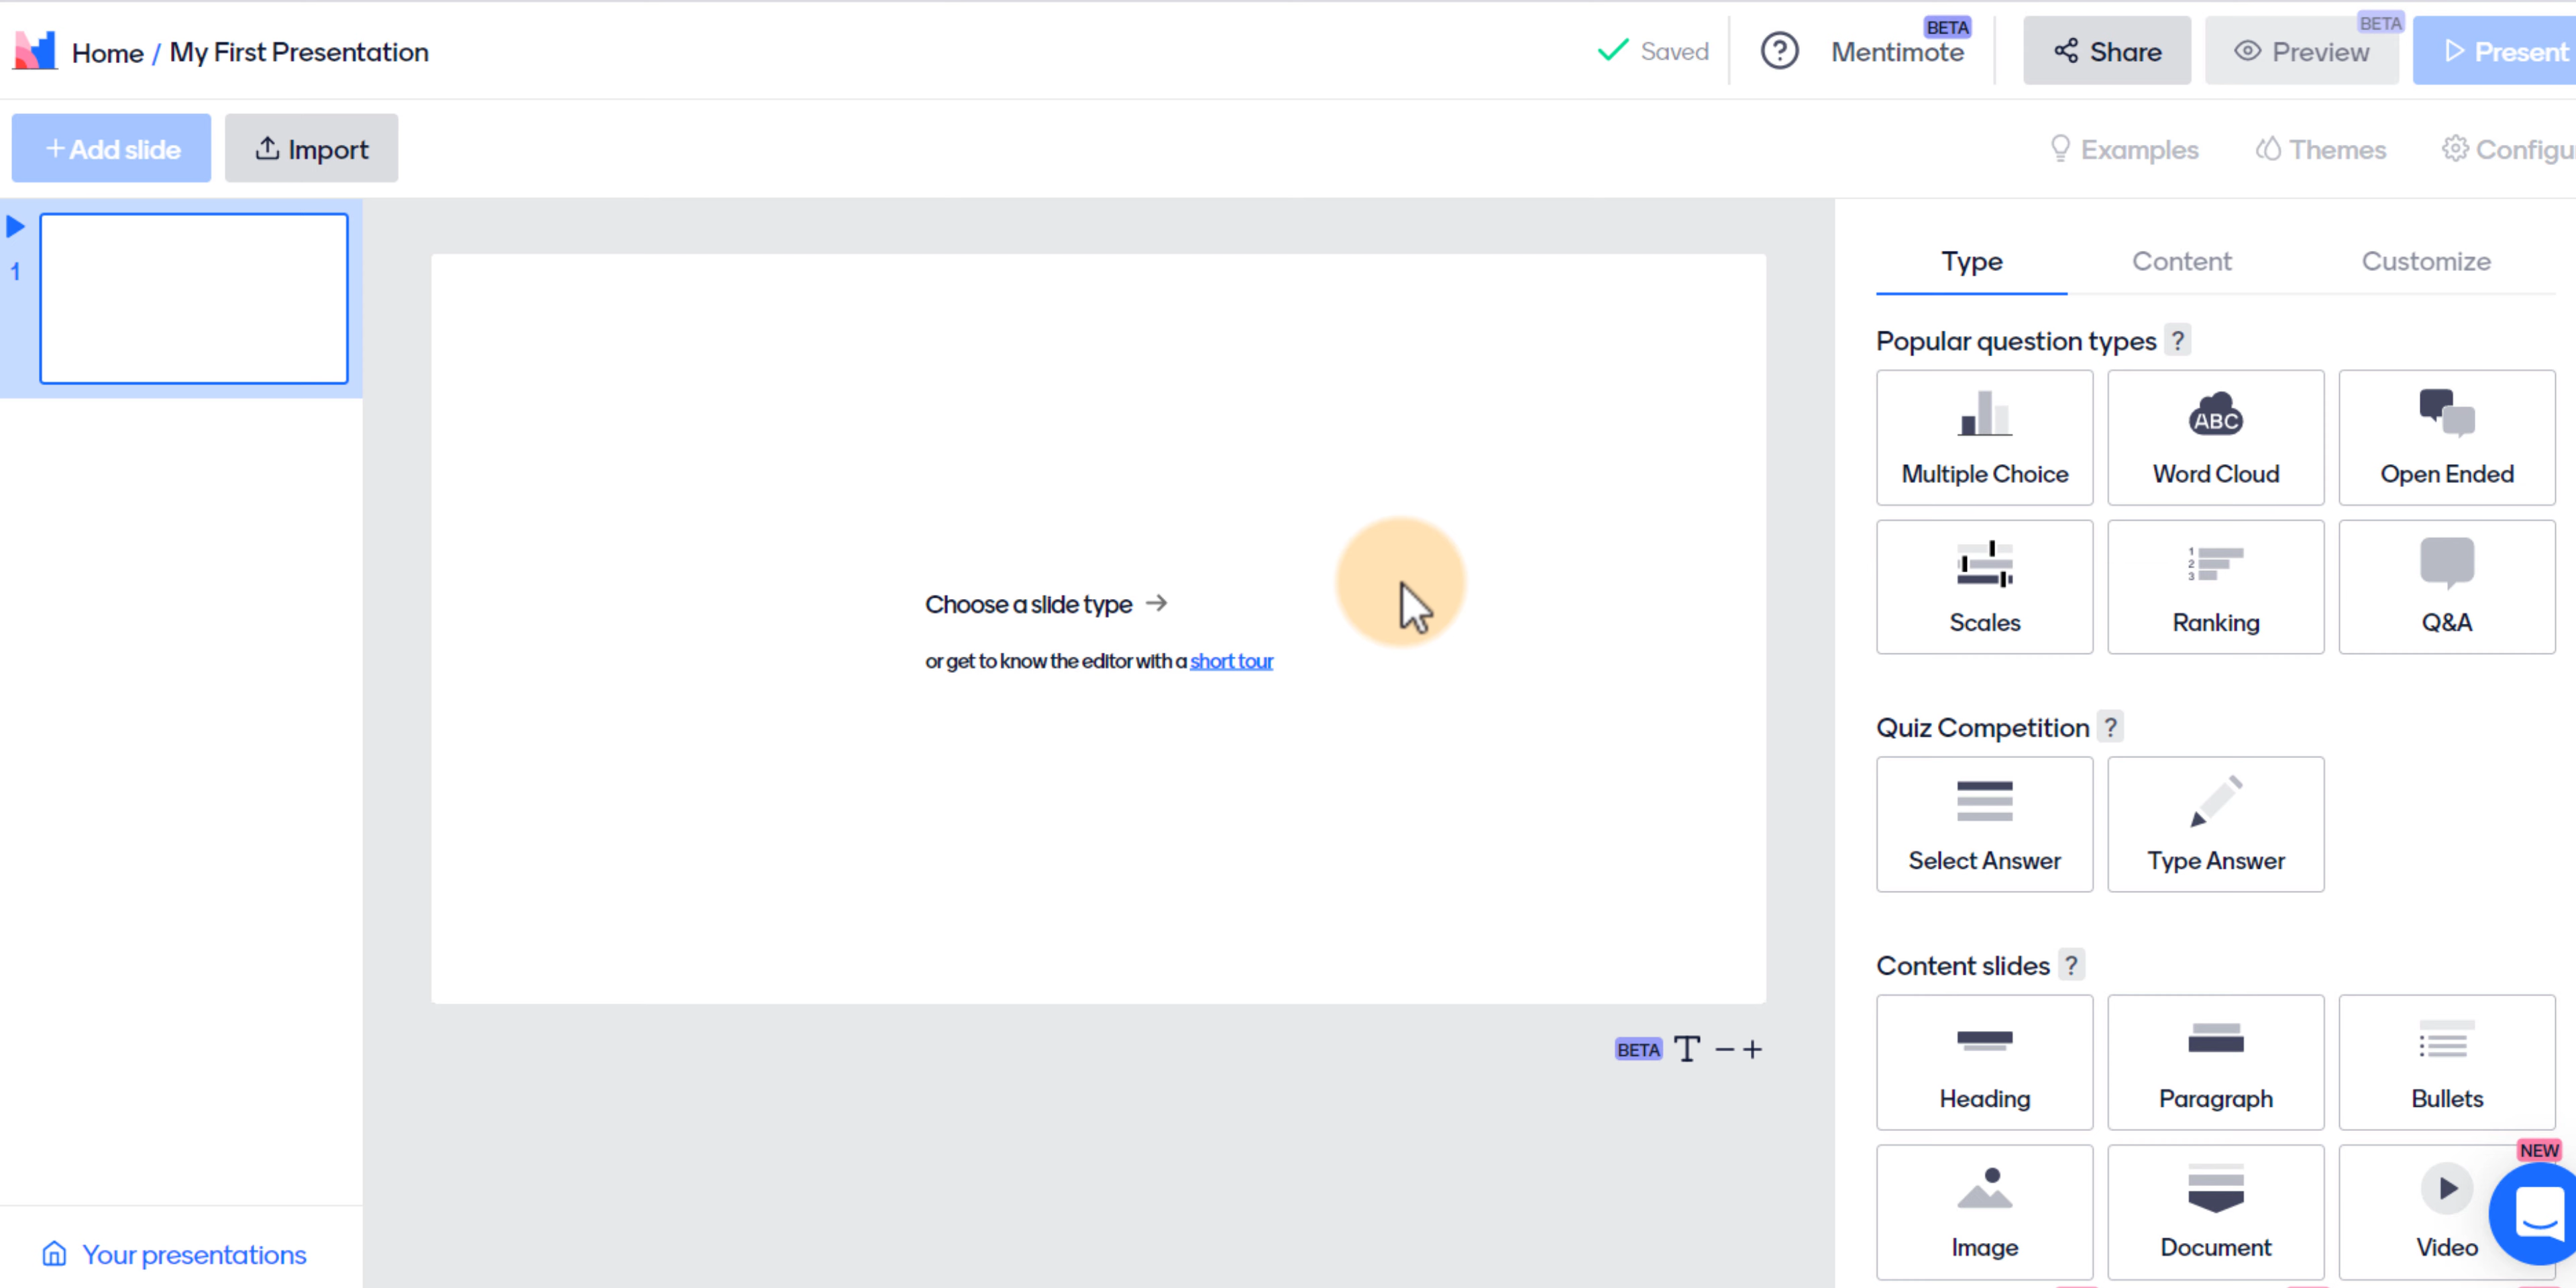 Home / My First Presentation
Saved
?
Mentimote
BETA
Share
Preview
BETA
Present
+ Add slide
Import
Examples
Themes
Configu
1
Choose a slide type →
or get to know the editor with a short tour
BETA T − +
Your presentations
Type Content Customize
Popular question types ?
Multiple Choice
ABC
Word Cloud
Open Ended
Scales
1
2
3
Ranking
Q&A
Quiz Competition ?
Select Answer
Type Answer
Content slides ?
Heading
Paragraph
Bullets
NEW
Image
Document
Video